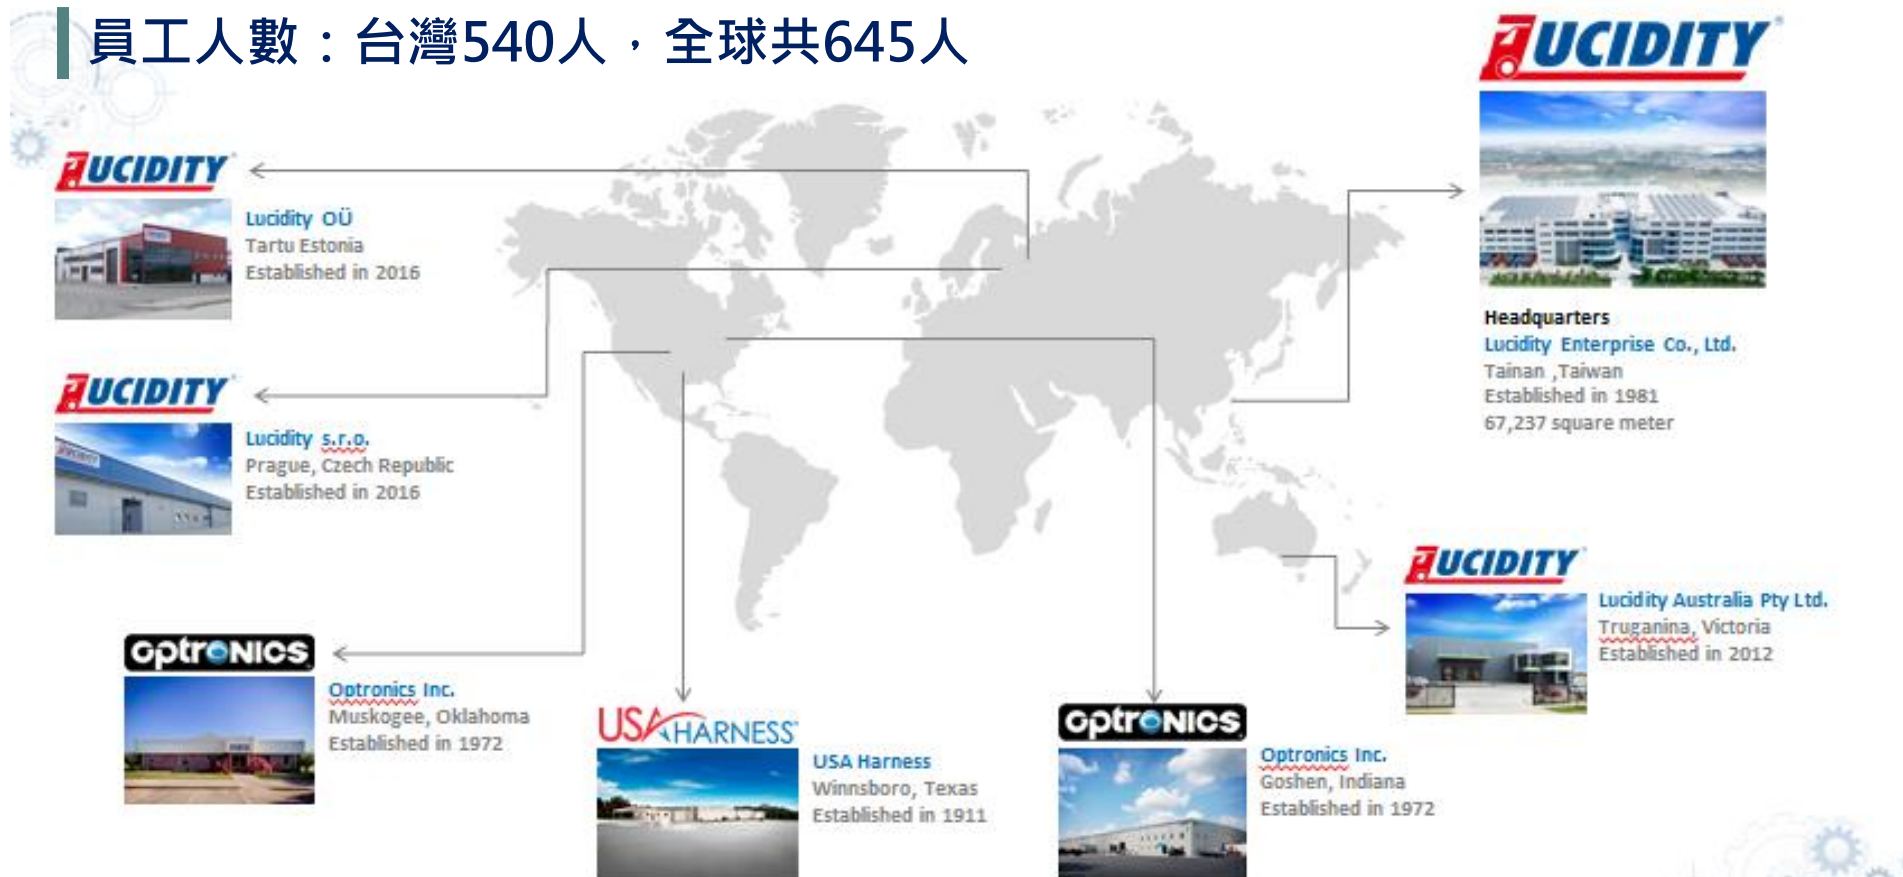 員工人數：台灣540人，全球共645人
LUCIDITY
Headquarters
Lucidity Enterprise Co., Ltd.
Tainan ,Taiwan
Established in 1981
67,237 square meter
LUCIDITY
Lucidity OÜ
Tartu Estonia
Established in 2016
LUCIDITY
Lucidity s.r.o.
Prague, Czech Republic
Established in 2016
OPTRONICS
Optronics Inc.
Muskogee, Oklahoma
Established in 1972
USA HARNESS
USA Harness
Winnsboro, Texas
Established in 1911
OPTRONICS
Optronics Inc.
Goshen, Indiana
Established in 1972
LUCIDITY
Lucidity Australia Pty Ltd.
Truganina, Victoria
Established in 2012